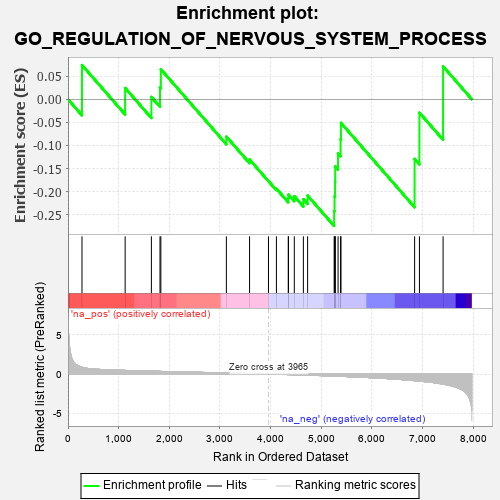 Enrichment plot:
GO_REGULATION_OF_NERVOUS_SYSTEM_PROCESS
Enrichment score (ES)
0.05
0.00
-0.05
-0.10
-0.15
-0.20
-0.25
'na_pos' (positively correlated)
Ranked list metric (PreRanked)
5
0
-5
Zero cross at 3965
'na_neg' (negatively correlated)
0 1,000 2,000 3,000 4,000 5,000 6,000 7,000 8,000
Rank in Ordered Dataset
Enrichment profile Hits Ranking metric scores